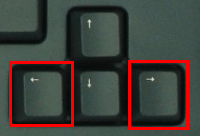 ↑
← ↓ →